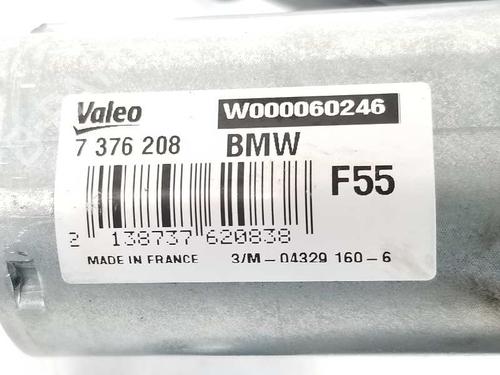 Valeo W000060246
7 376 208 BMW
F55
2 138737 620838
MADE IN FRANCE 3/M-04329 160-6